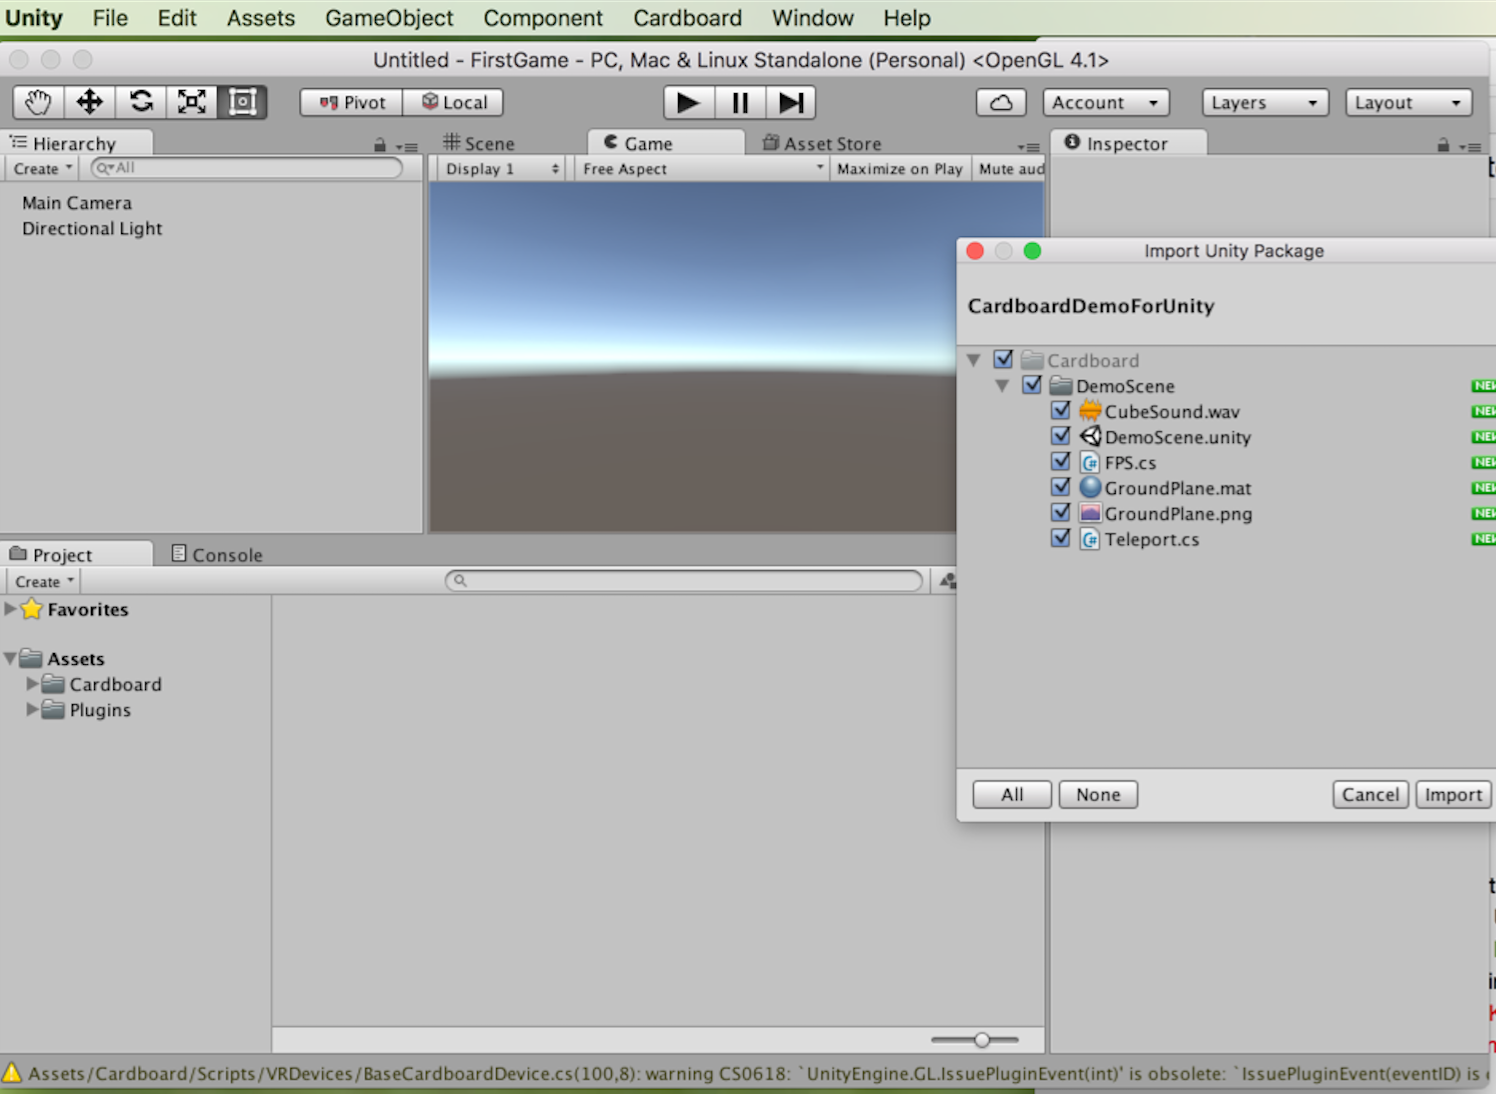 Unity File Edit Assets GameObject Component Cardboard Window Help
Untitled - FirstGame - PC, Mac & Linux Standalone (Personal) <OpenGL 4.1>
Pivot Local Account Layers Layout
Hierarchy Scene Game Asset Store Inspector
Create All Display 1 Free Aspect Maximize on Play Mute aud
Main Camera
Directional Light
Import Unity Package
CardboardDemoForUnity
Cardboard
DemoScene NEW
CubeSound.wav NEW
DemoScene.unity NEW
FPS.cs NEW
GroundPlane.mat NEW
GroundPlane.png NEW
Teleport.cs NEW
All None Cancel Import
Project Console
Create
Favorites
Assets
Cardboard
Plugins
Assets/Cardboard/Scripts/VRDevices/BaseCardboardDevice.cs(100,8): warning CS0618: `UnityEngine.GL.IssuePluginEvent(int)' is obsolete: `IssuePluginEvent(eventID) is